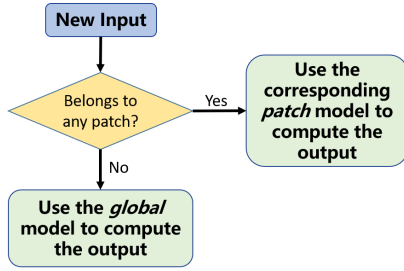 New Input
Belongs to
any patch?
Yes
Use the
corresponding
patch model to
compute the
output
No
Use the global
model to compute
the output